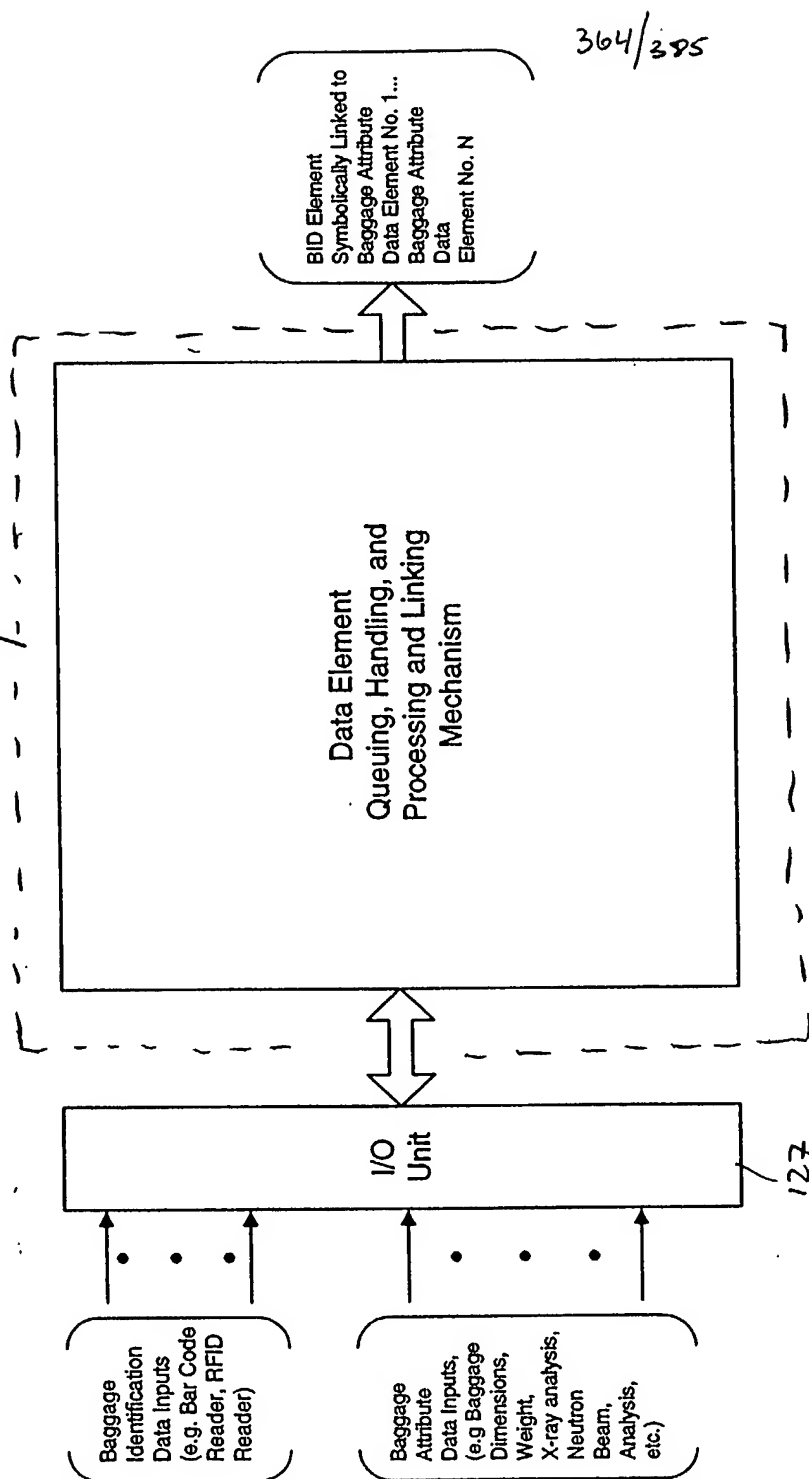 364/385
Baggage
Identification
Data Inputs
(e.g. Bar Code
Reader, RFID
Reader)
Baggage
Attribute
Data Inputs,
(e.g Baggage
Dimensions,
Weight,
X-ray analysis,
Neutron
Beam,
Analysis,
etc.)
I/O
Unit
127
Data Element
Queuing, Handling, and
Processing and Linking
Mechanism
BID Element
Symbolically Linked to
Baggage Attribute
Data Element No. 1...
Baggage Attribute
Data
Element No. N